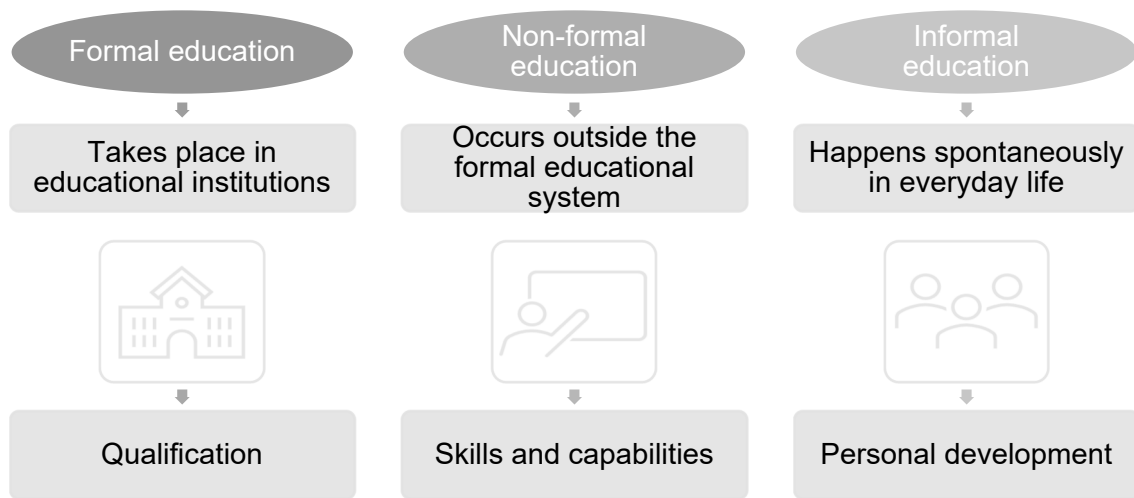 Formal education
Non-formal
education
Informal
education
Takes place in
educational institutions
Occurs outside the
formal educational
system
Happens spontaneously
in everyday life
Qualification
Skills and capabilities
Personal development